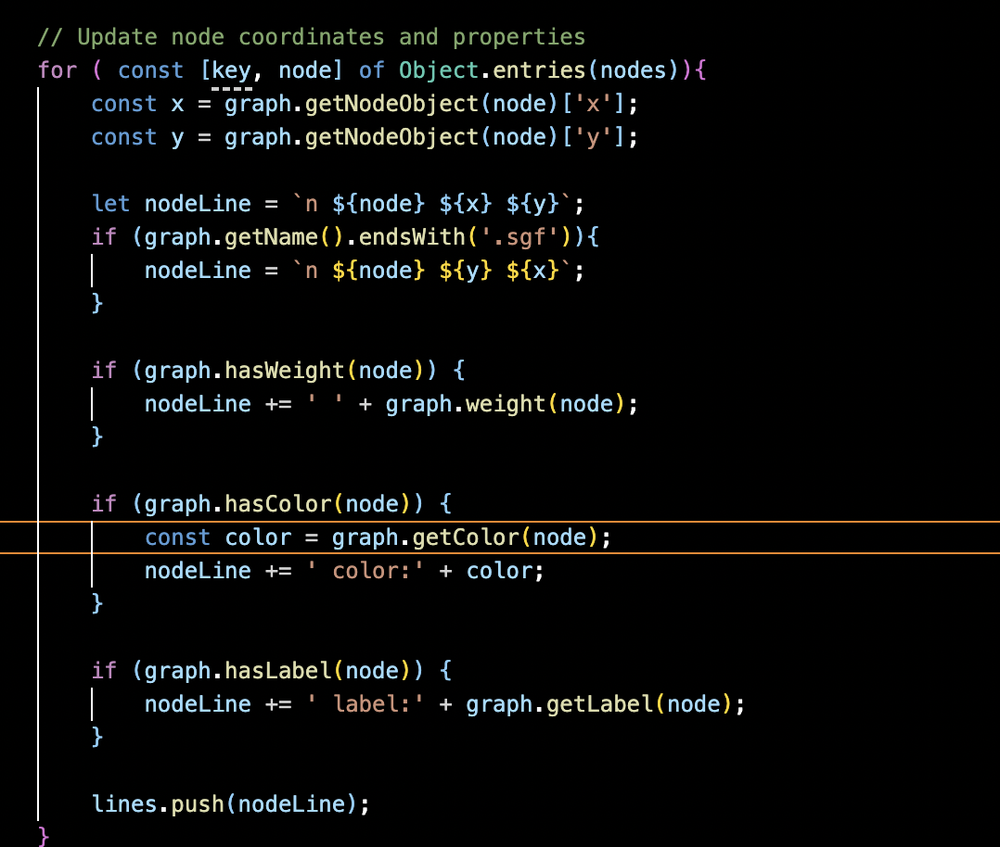 // Update node coordinates and properties
for ( const [key, node] of Object.entries(nodes)){
    const x = graph.getNodeObject(node)['x'];
    const y = graph.getNodeObject(node)['y'];

    let nodeLine = `n ${node} ${x} ${y}`;
    if (graph.getName().endsWith('.sgf')){
        nodeLine = `n ${node} ${y} ${x}`;
    }

    if (graph.hasWeight(node)) {
        nodeLine += ' ' + graph.weight(node);
    }

    if (graph.hasColor(node)) {
        const color = graph.getColor(node);
        nodeLine += ' color:' + color;
    }

    if (graph.hasLabel(node)) {
        nodeLine += ' label:' + graph.getLabel(node);
    }

    lines.push(nodeLine);
}